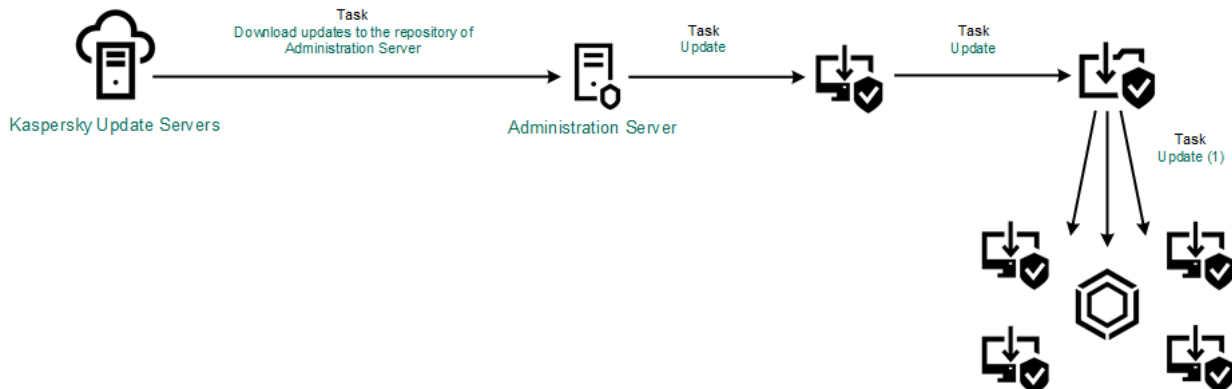 Task
Download updates to the repository of
Administration Server
Task
Update
Task
Update
Kaspersky Update Servers
Administration Server
Task
Update (1)